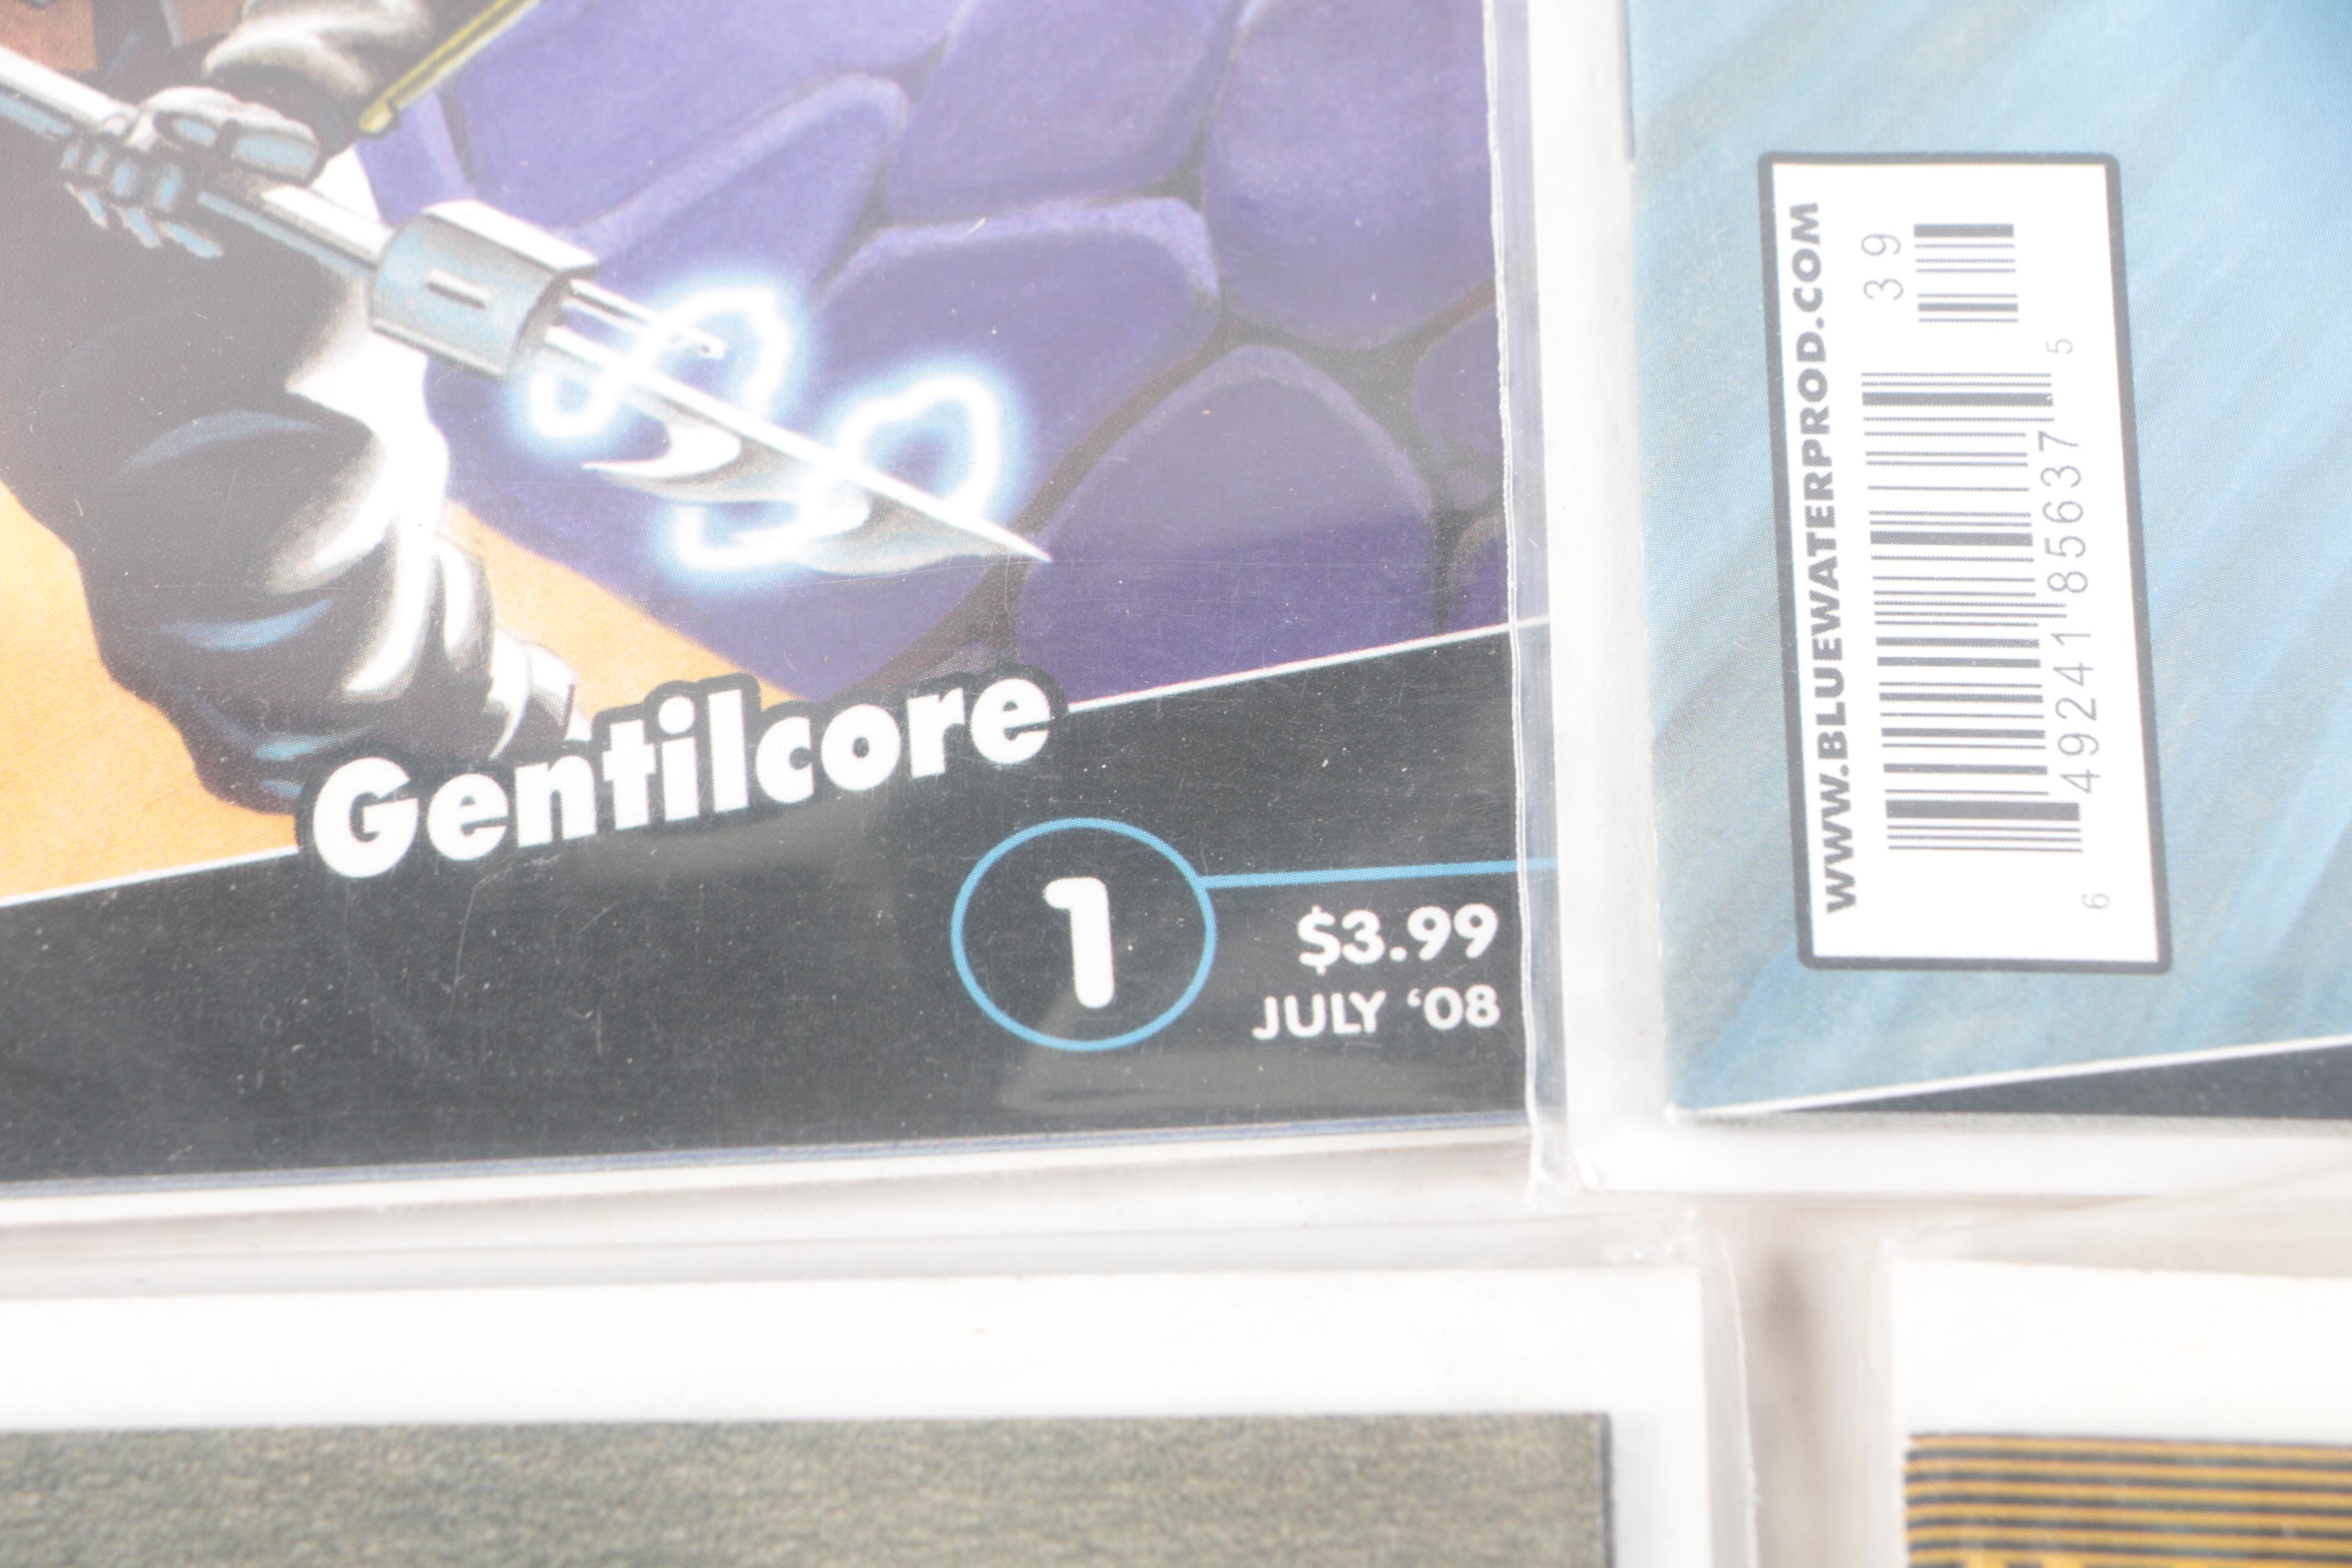 Gentilcore
1
$3.99
JULY ‘08
WWW.BLUEWATERPROD.COM
39
6 49241 85637 5